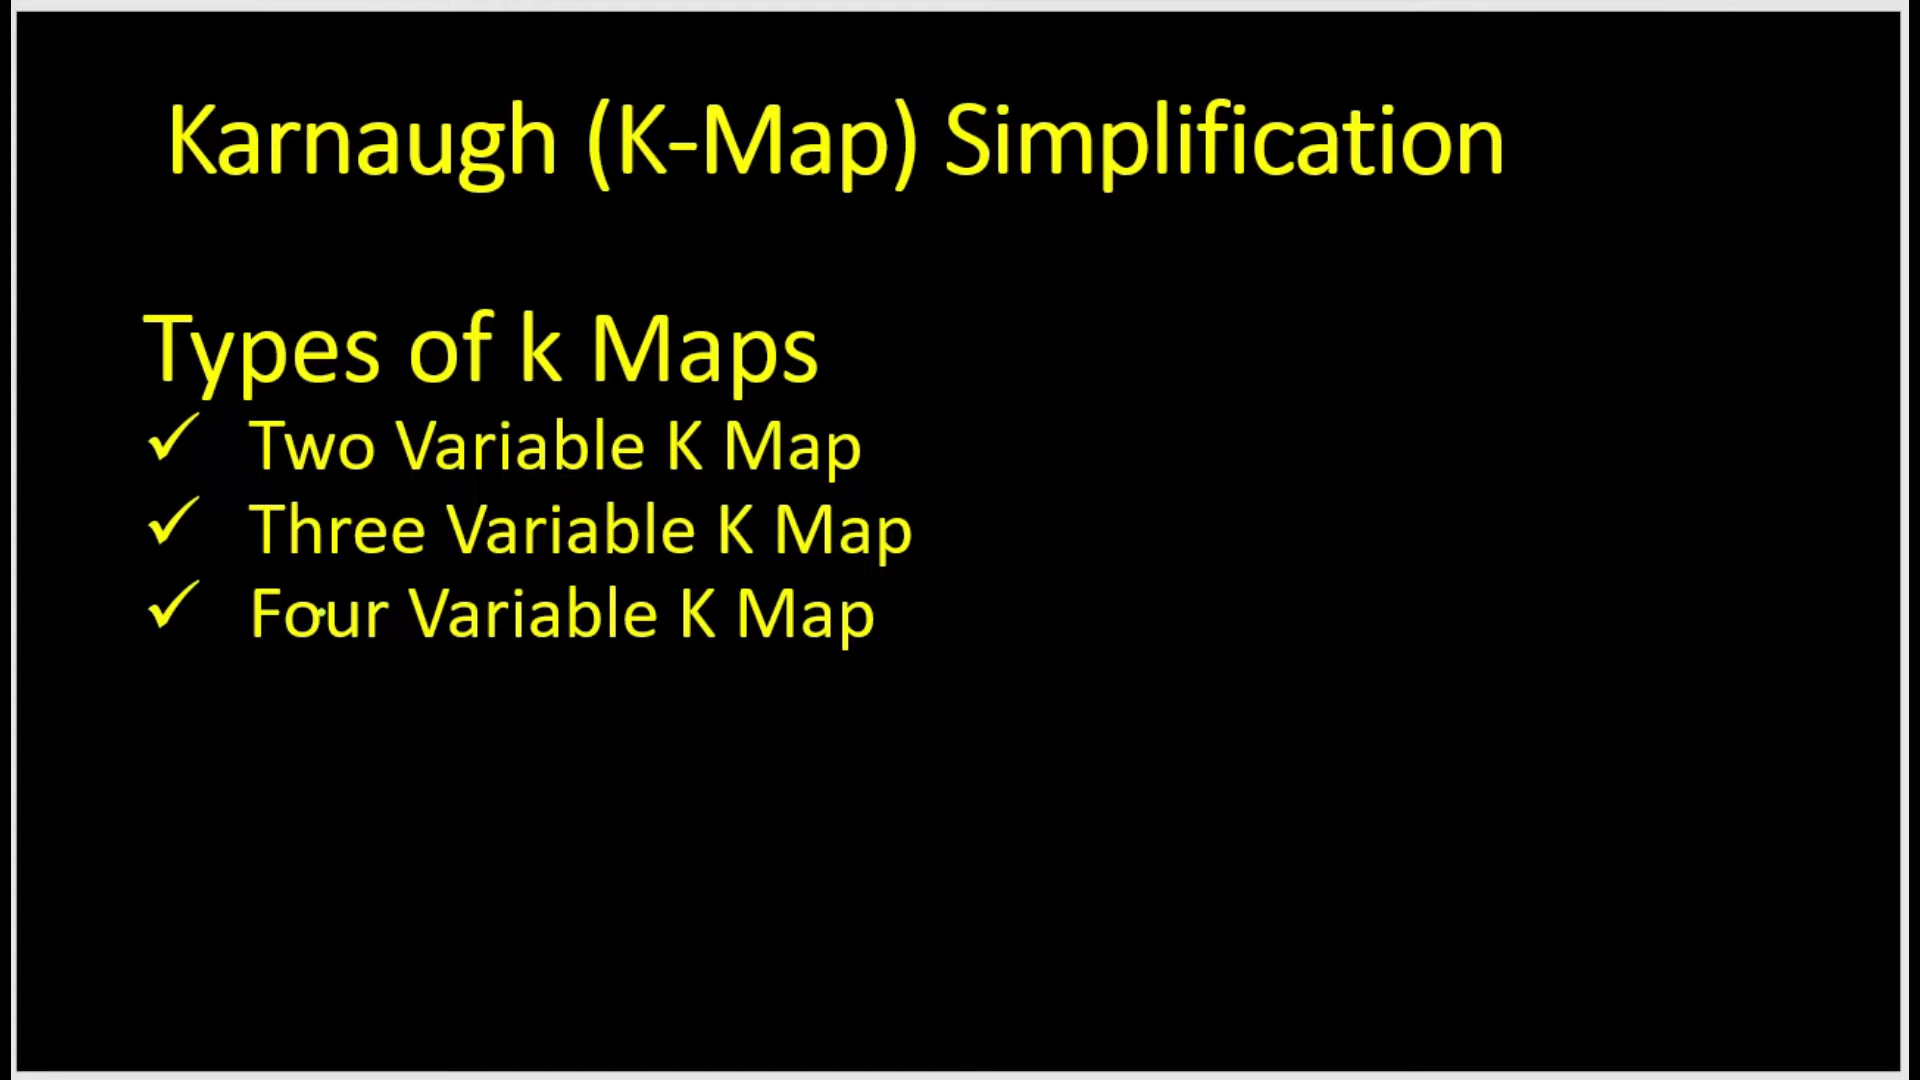 Karnaugh (K-Map) Simplification
Types of k Maps
✓ Two Variable K Map
✓ Three Variable K Map
✓ Four Variable K Map